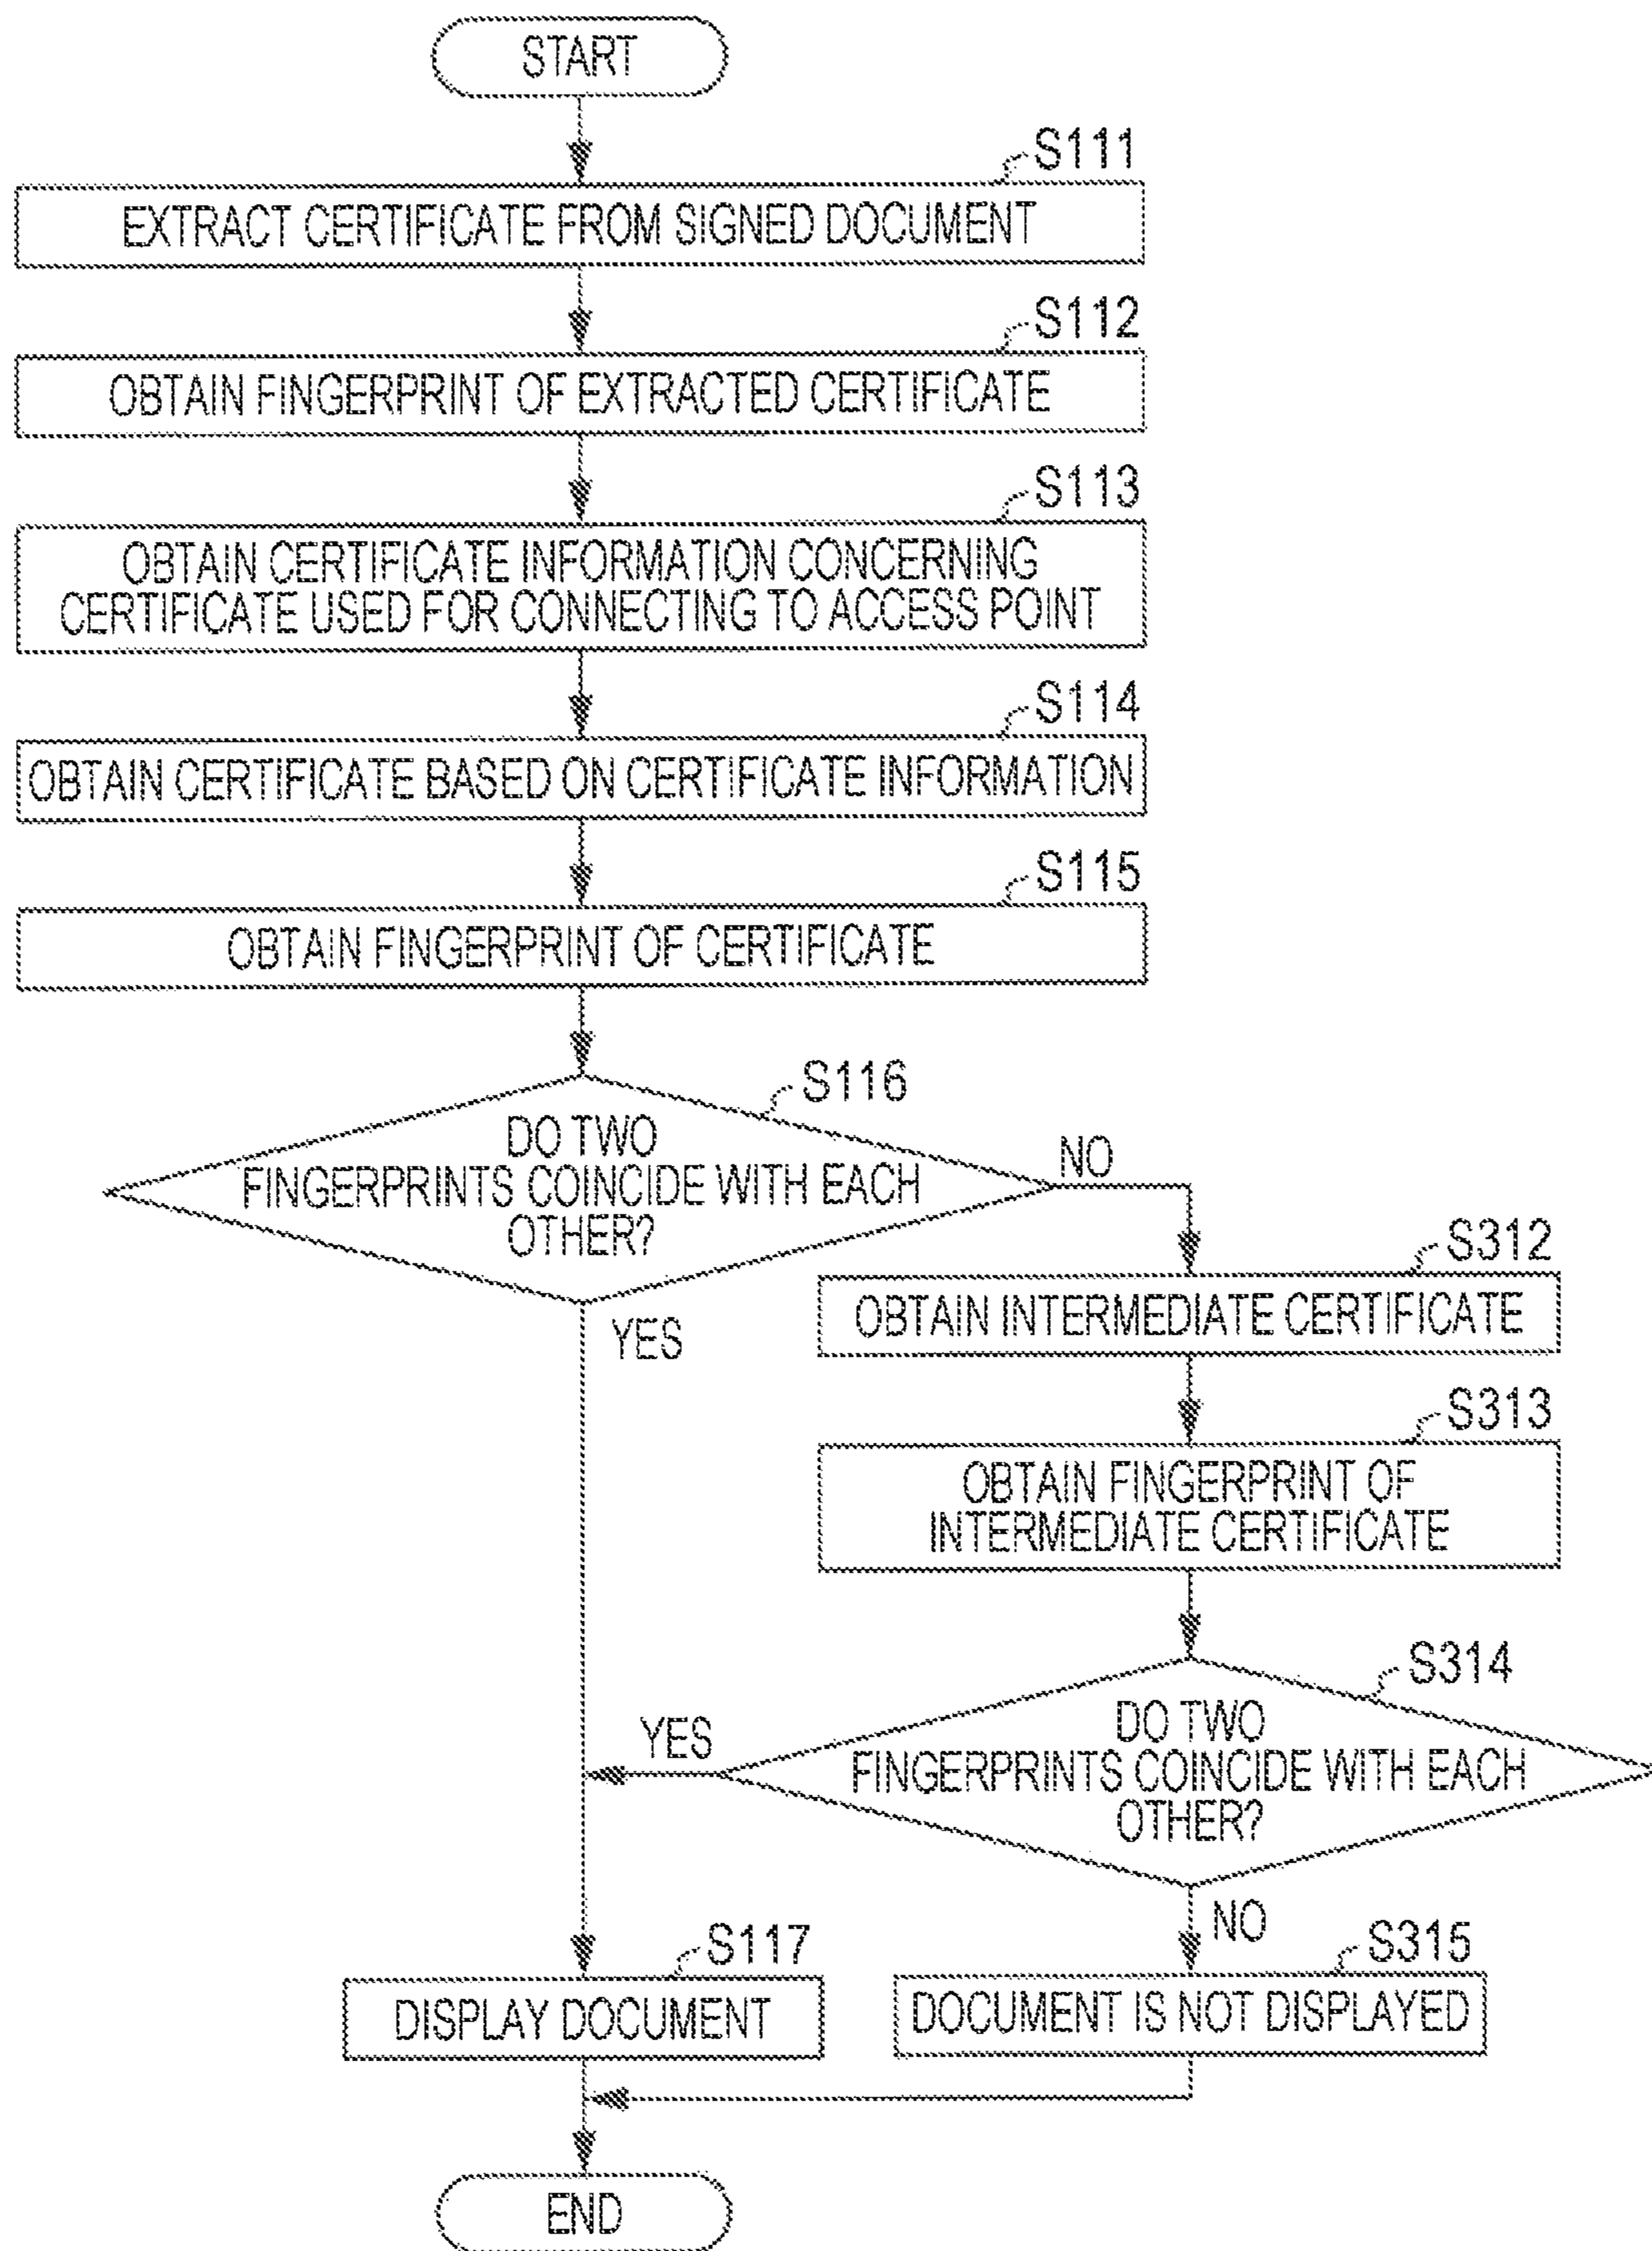 START
S111
EXTRACT CERTIFICATE FROM SIGNED DOCUMENT
S112
OBTAIN FINGERPRINT OF EXTRACTED CERTIFICATE
S113
OBTAIN CERTIFICATE INFORMATION CONCERNING
CERTIFICATE USED FOR CONNECTING TO ACCESS POINT
S114
OBTAIN CERTIFICATE BASED ON CERTIFICATE INFORMATION
S115
OBTAIN FINGERPRINT OF CERTIFICATE
S116
DO TWO
FINGERPRINTS COINCIDE WITH EACH
OTHER?
NO
YES
S312
OBTAIN INTERMEDIATE CERTIFICATE
S313
OBTAIN FINGERPRINT OF
INTERMEDIATE CERTIFICATE
S314
DO TWO
FINGERPRINTS COINCIDE WITH EACH
OTHER?
YES
NO
S117
DISPLAY DOCUMENT
S315
DOCUMENT IS NOT DISPLAYED
END